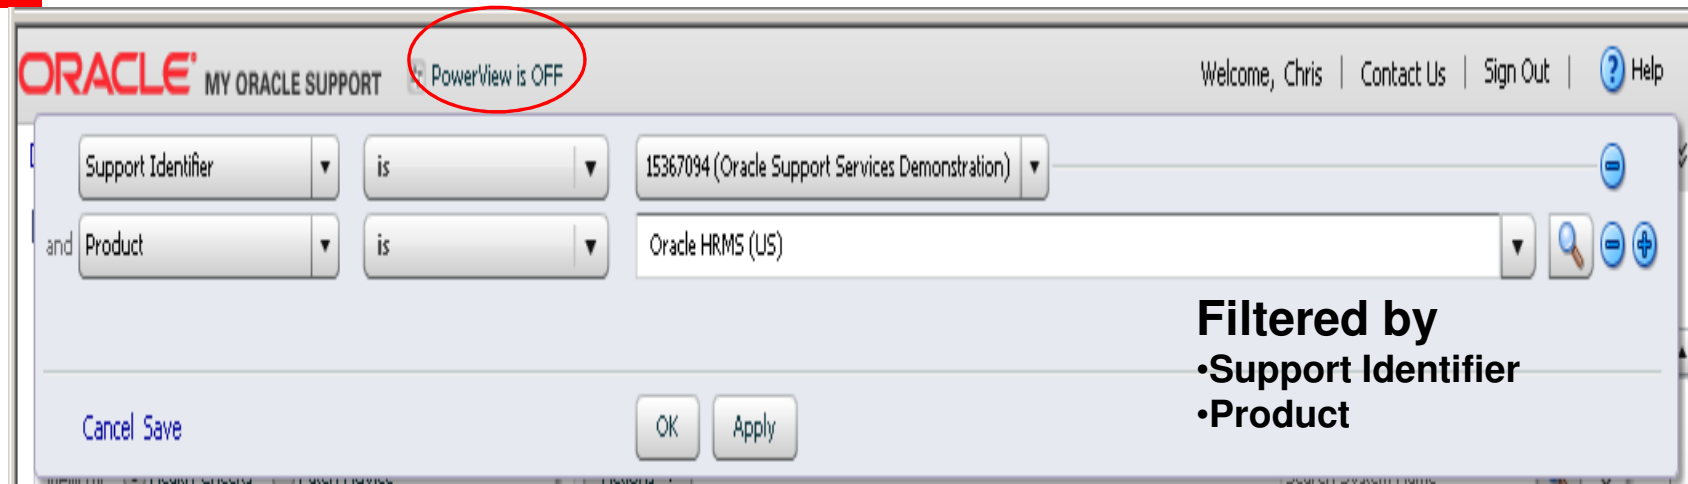 ORACLE MY ORACLE SUPPORT PowerView is OFF Welcome, Chris | Contact Us | Sign Out | ? Help
Support Identifier is 15367094 (Oracle Support Services Demonstration)
and Product is Oracle HRMS (US)
Filtered by
•Support Identifier
•Product
Cancel Save OK Apply